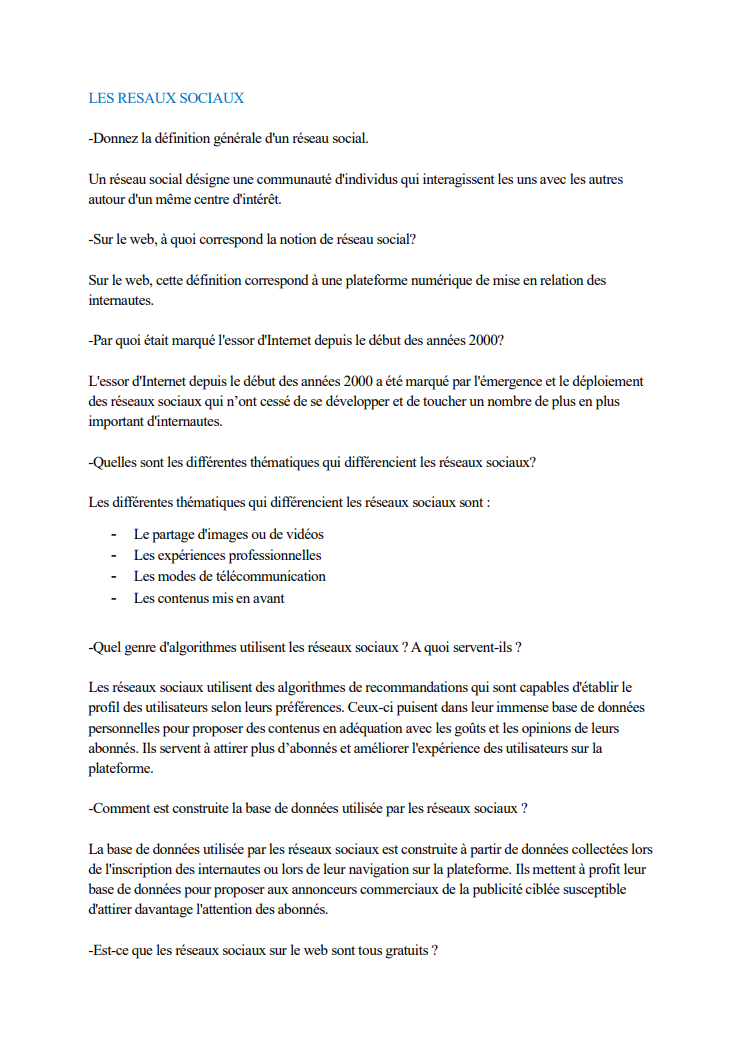 LES RESAUX SOCIAUX
-Donnez la définition générale d'un réseau social.
Un réseau social désigne une communauté d'individus qui interagissent les uns avec les autres
autour d'un même centre d'intérêt.
-Sur le web, à quoi correspond la notion de réseau social?
Sur le web, cette définition correspond à une plateforme numérique de mise en relation des
internautes.
-Par quoi était marqué l'essor d'Internet depuis le début des années 2000?
L'essor d'Internet depuis le début des années 2000 a été marqué par l'émergence et le déploiement
des réseaux sociaux qui n’ont cessé de se développer et de toucher un nombre de plus en plus
important d'internautes.
-Quelles sont les différentes thématiques qui différencient les réseaux sociaux?
Les différentes thématiques qui différencient les réseaux sociaux sont :
- Le partage d'images ou de vidéos
- Les expériences professionnelles
- Les modes de télécommunication
- Les contenus mis en avant
-Quel genre d'algorithmes utilisent les réseaux sociaux ? A quoi servent-ils ?
Les réseaux sociaux utilisent des algorithmes de recommandations qui sont capables d'établir le
profil des utilisateurs selon leurs préférences. Ceux-ci puisent dans leur immense base de données
personnelles pour proposer des contenus en adéquation avec les goûts et les opinions de leurs
abonnés. Ils servent à attirer plus d’abonnés et améliorer l'expérience des utilisateurs sur la
plateforme.
-Comment est construite la base de données utilisée par les réseaux sociaux ?
La base de données utilisée par les réseaux sociaux est construite à partir de données collectées lors
de l'inscription des internautes ou lors de leur navigation sur la plateforme. Ils mettent à profit leur
base de données pour proposer aux annonceurs commerciaux de la publicité ciblée susceptible
d'attirer davantage l'attention des abonnés.
-Est-ce que les réseaux sociaux sur le web sont tous gratuits ?